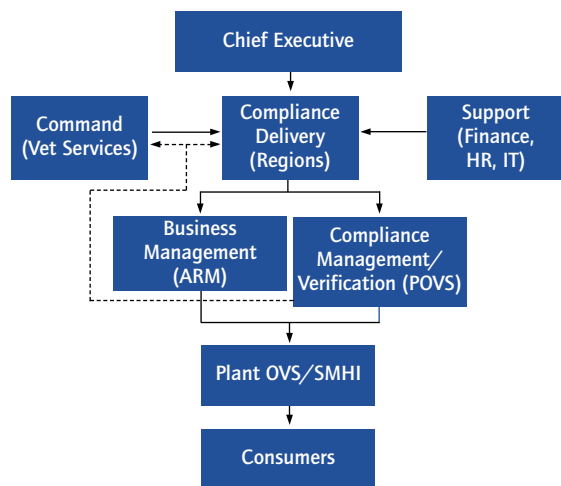 Chief Executive
Command
(Vet Services)
Compliance
Delivery
(Regions)
Support
(Finance,
HR, IT)
Business
Management
(ARM)
Compliance
Management/
Verification (POVS)
Plant OVS/SMHI
Consumers